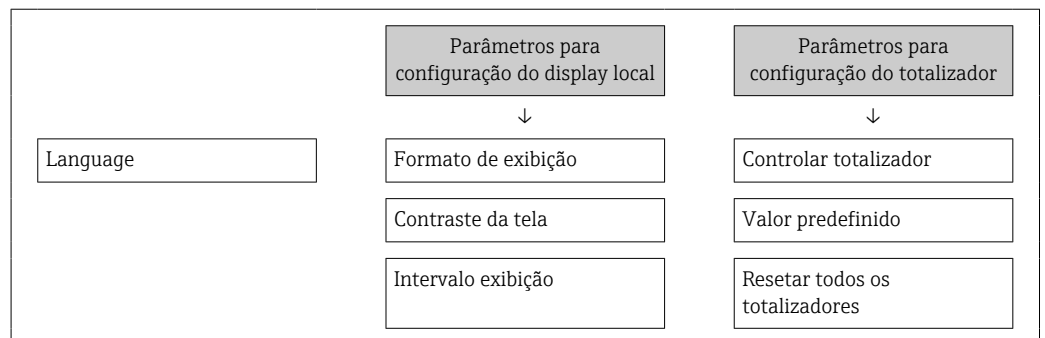 Parâmetros para
configuração do display local
Parâmetros para
configuração do totalizador
↓
↓
Language
Formato de exibição
Controlar totalizador
Contraste da tela
Valor predefinido
Intervalo exibição
Resetar todos os
totalizadores